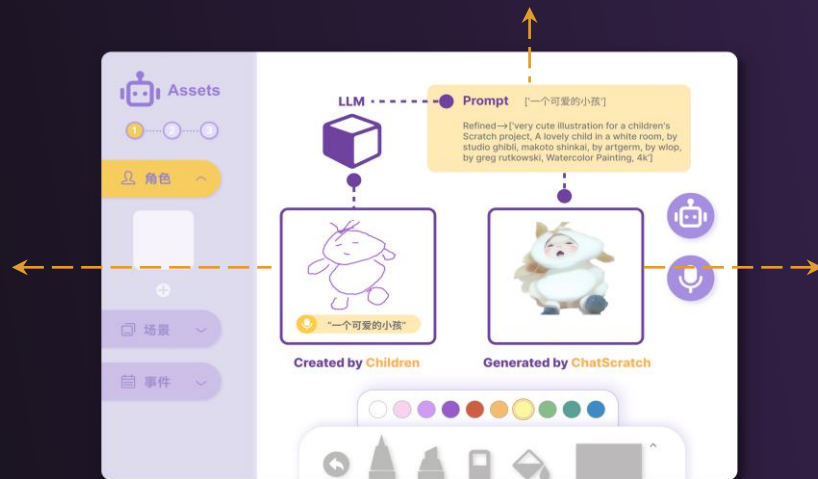 Assets
1 2 3
角色
场景
事件
LLM
Prompt ['一个可爱的小孩']
Refined→['very cute illustration for a children's
Scratch project, A lovely child in a white room, by
studio ghibli, makoto shinkai, by artgerm, by wlop,
by greg rutkowski, Watercolor Painting, 4k']
"一个可爱的小孩"
Created by Children
Generated by ChatScratch